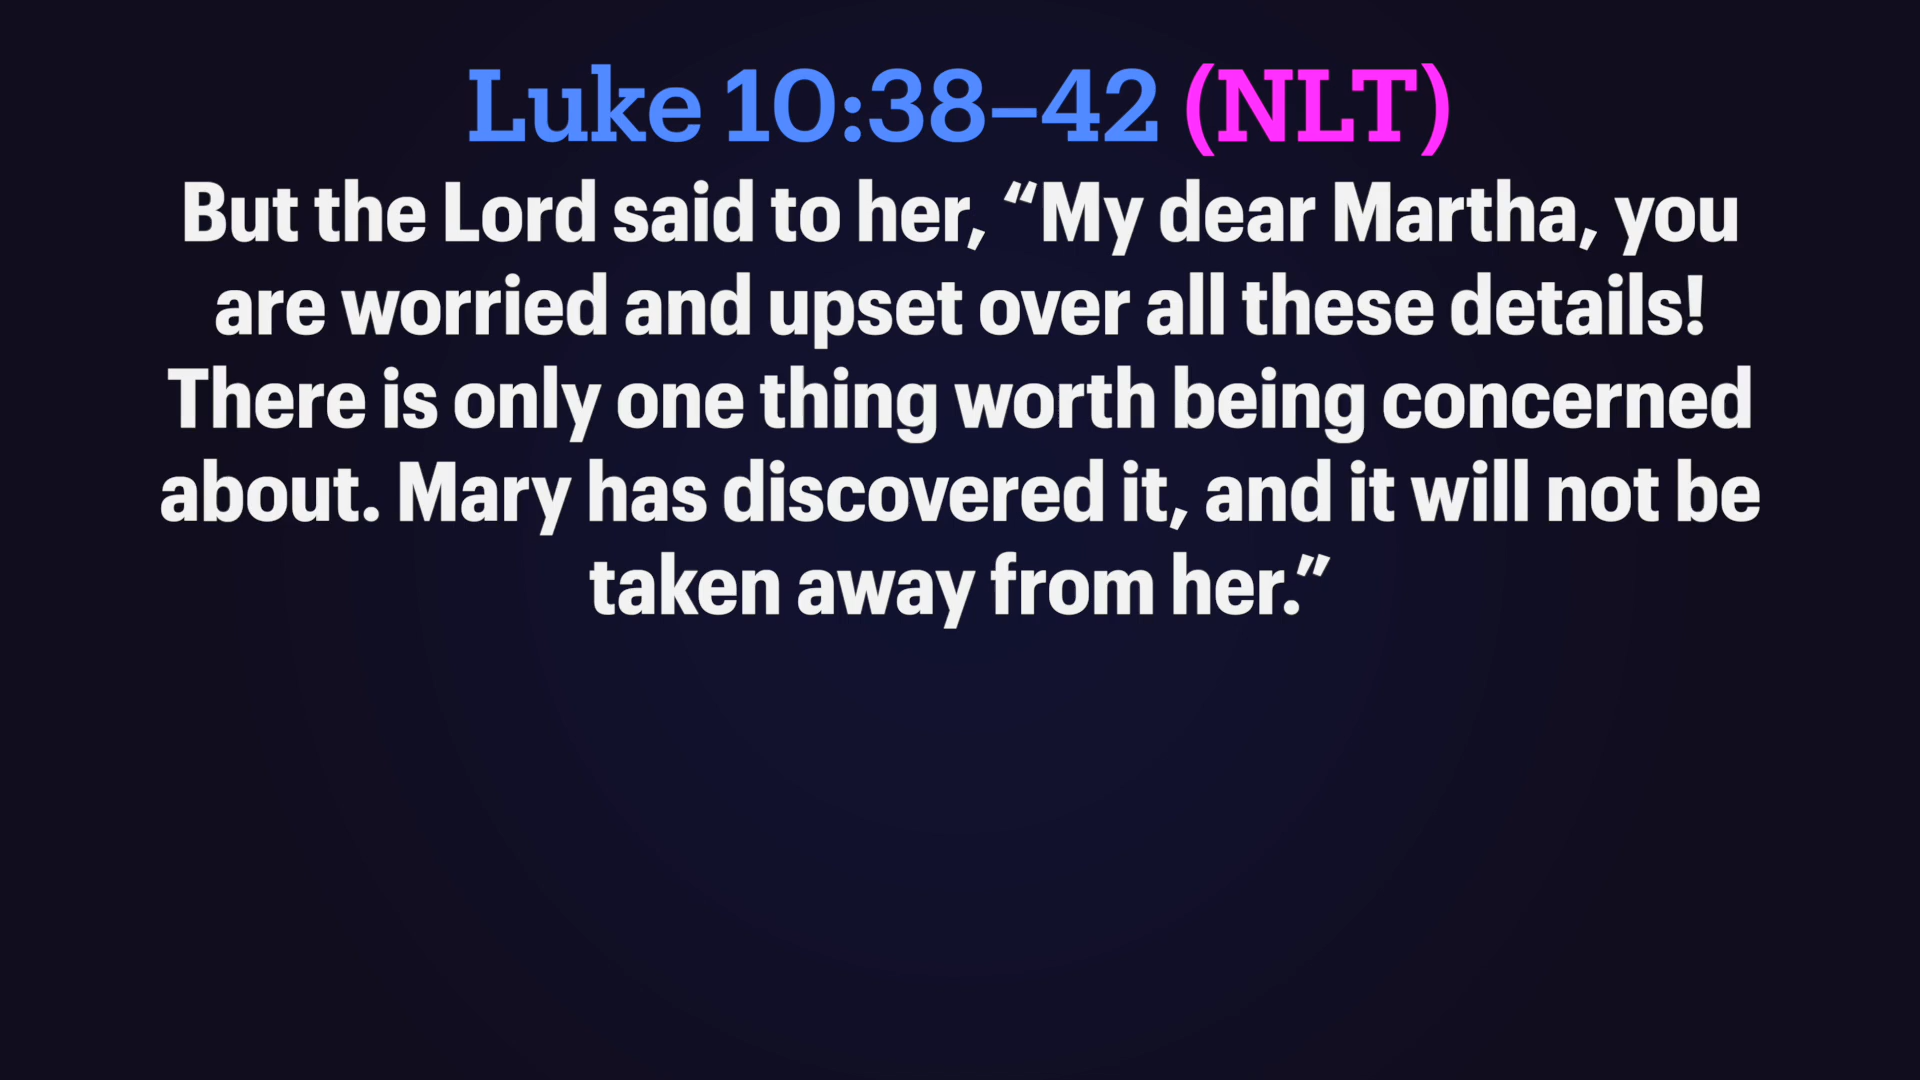 Luke 10:38–42 (NLT)
But the Lord said to her, “My dear Martha, you
are worried and upset over all these details!
There is only one thing worth being concerned
about. Mary has discovered it, and it will not be
taken away from her.”